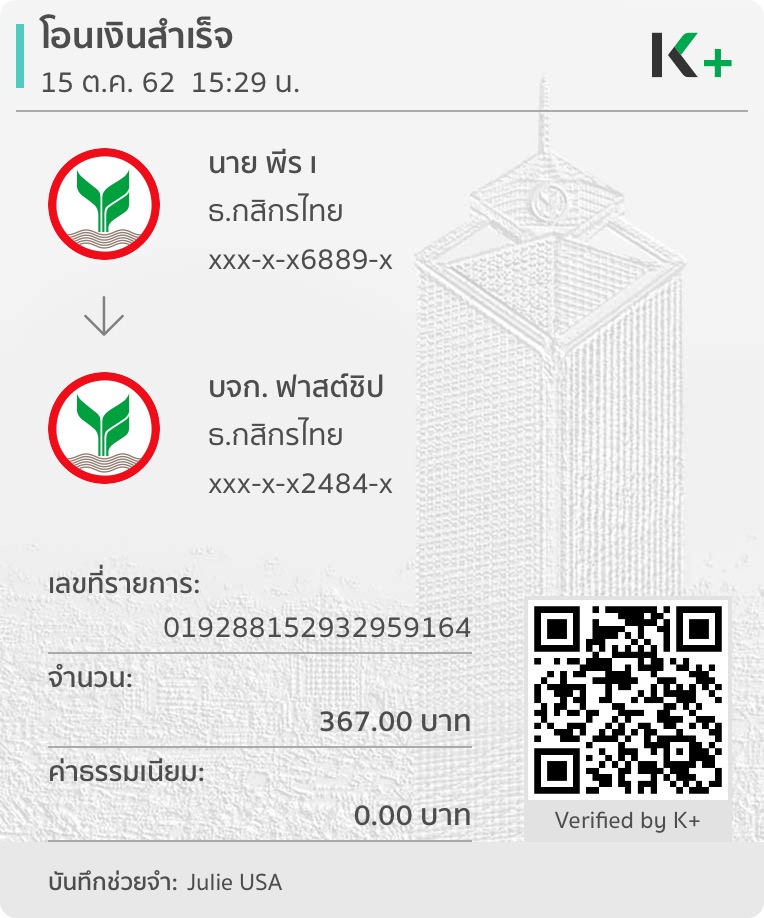 โอนเงินสำเร็จ
15 ต.ค. 62 15:29 น.
K+
นาย พีร เ
ธ.กสิกรไทย
xxx-x-x6889-x
บจก. ฟาสต์ชิป
ธ.กสิกรไทย
xxx-x-x2484-x
เลขที่รายการ:
019288152932959164
จำนวน:
367.00 บาท
ค่าธรรมเนียม:
0.00 บาท
Verified by K+
บันทึกช่วยจำ: Julie USA